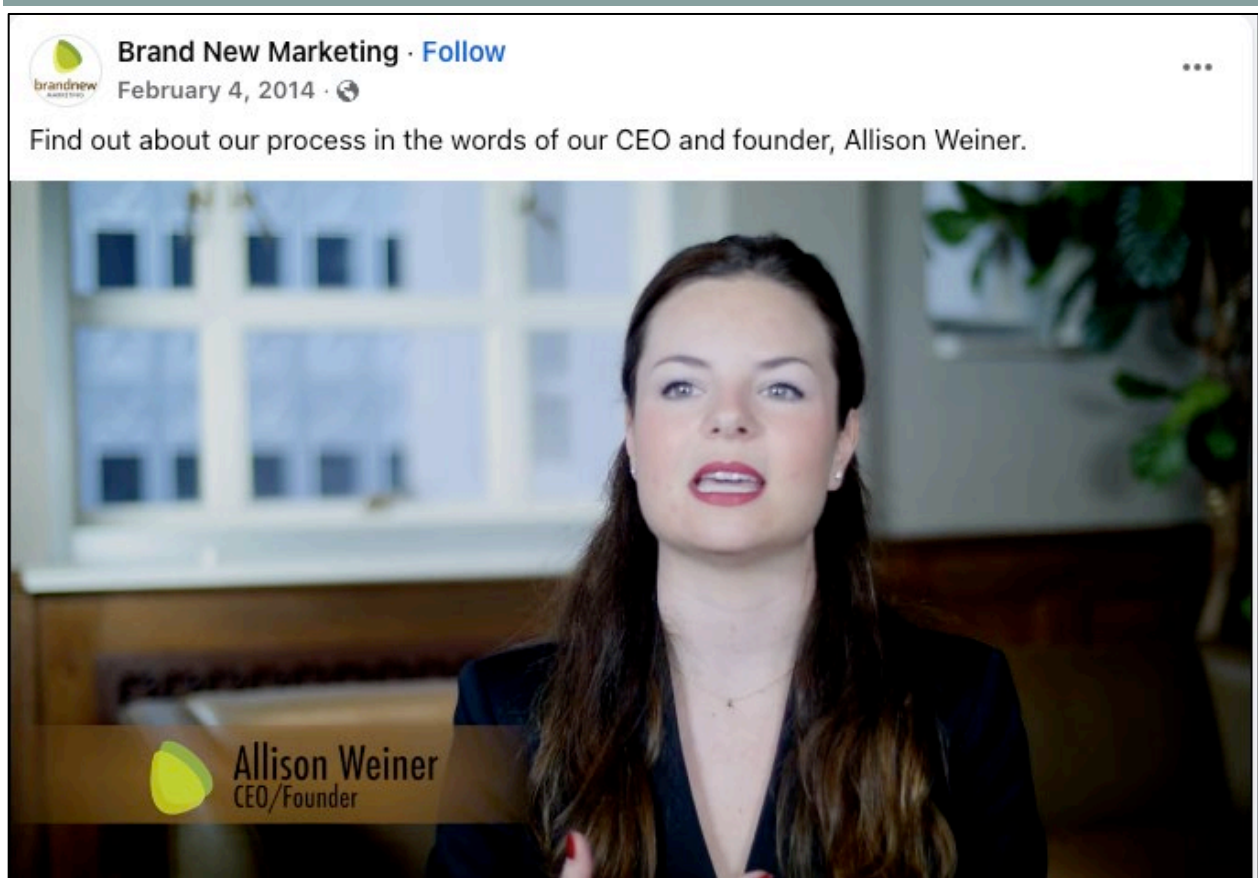 Brand New Marketing · Follow
brandnew
MARKETING
February 4, 2014 ·
Find out about our process in the words of our CEO and founder, Allison Weiner.
Allison Weiner
CEO/Founder